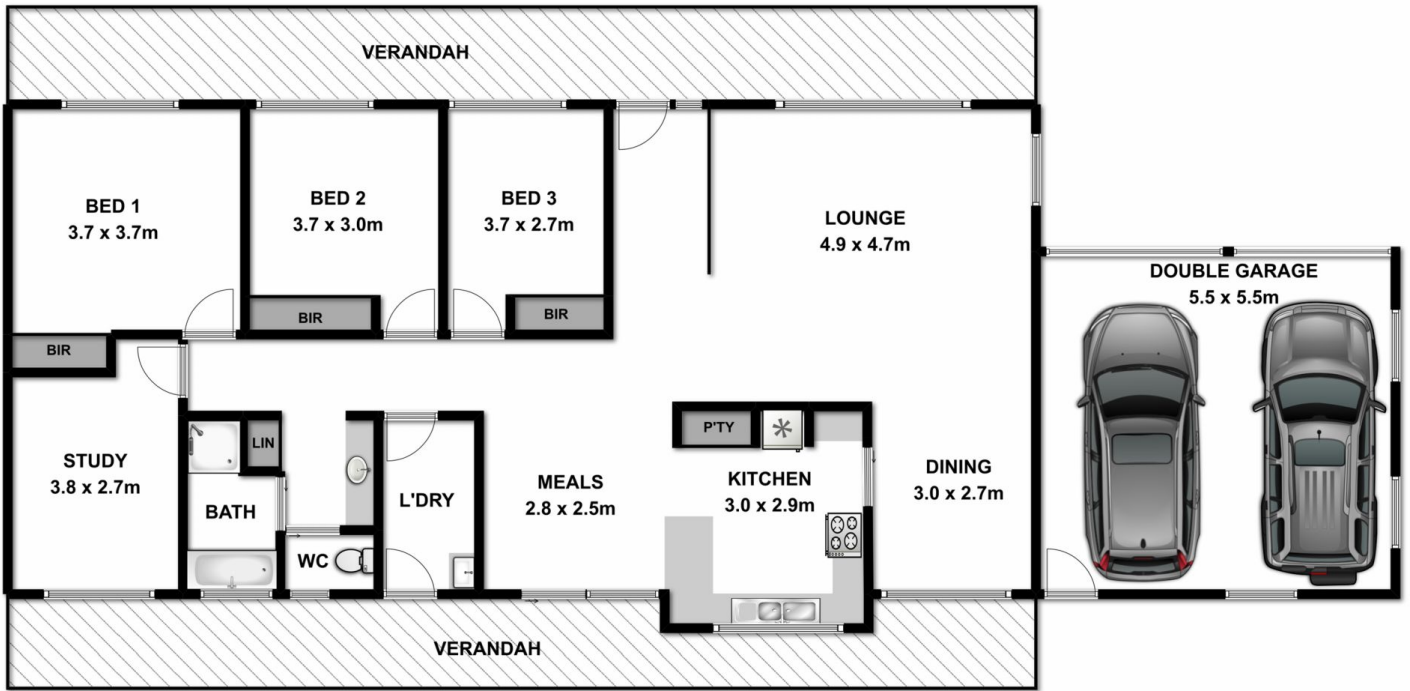 VERANDAH
BED 1
3.7 x 3.7m
BED 2
3.7 x 3.0m
BED 3
3.7 x 2.7m
LOUNGE
4.9 x 4.7m
DOUBLE GARAGE
5.5 x 5.5m
BIR
BIR
BIR
STUDY
3.8 x 2.7m
LIN
BATH
WC
L'DRY
MEALS
2.8 x 2.5m
P'TY
KITCHEN
3.0 x 2.9m
DINING
3.0 x 2.7m
VERANDAH